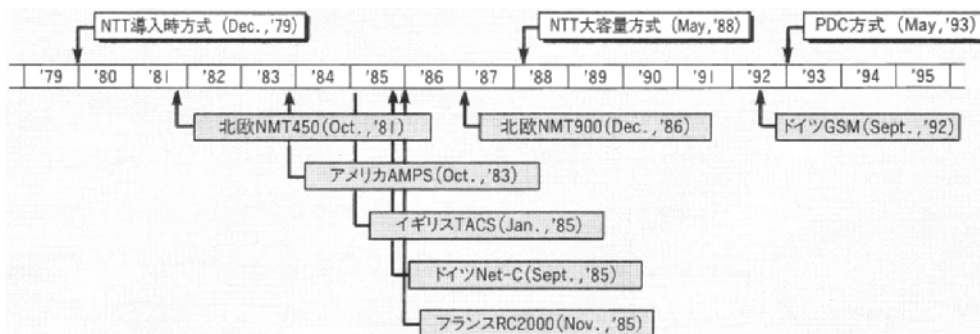 NTT導入時方式 (Dec.,'79)
NTT大容量方式 (May,'88)
PDC方式 (May,'93)
'79 '80 '81 '82 '83 '84 '85 '86 '87 '88 '89 '90 '91 '92 '93 '94 '95
北欧NMT450(Oct.,'81)
北欧NMT900(Dec.,'86)
ドイツGSM(Sept.,'92)
アメリカAMPS(Oct.,'83)
イギリスTACS(Jan.,'85)
ドイツNet-C(Sept.,'85)
フランスRC2000(Nov.,'85)